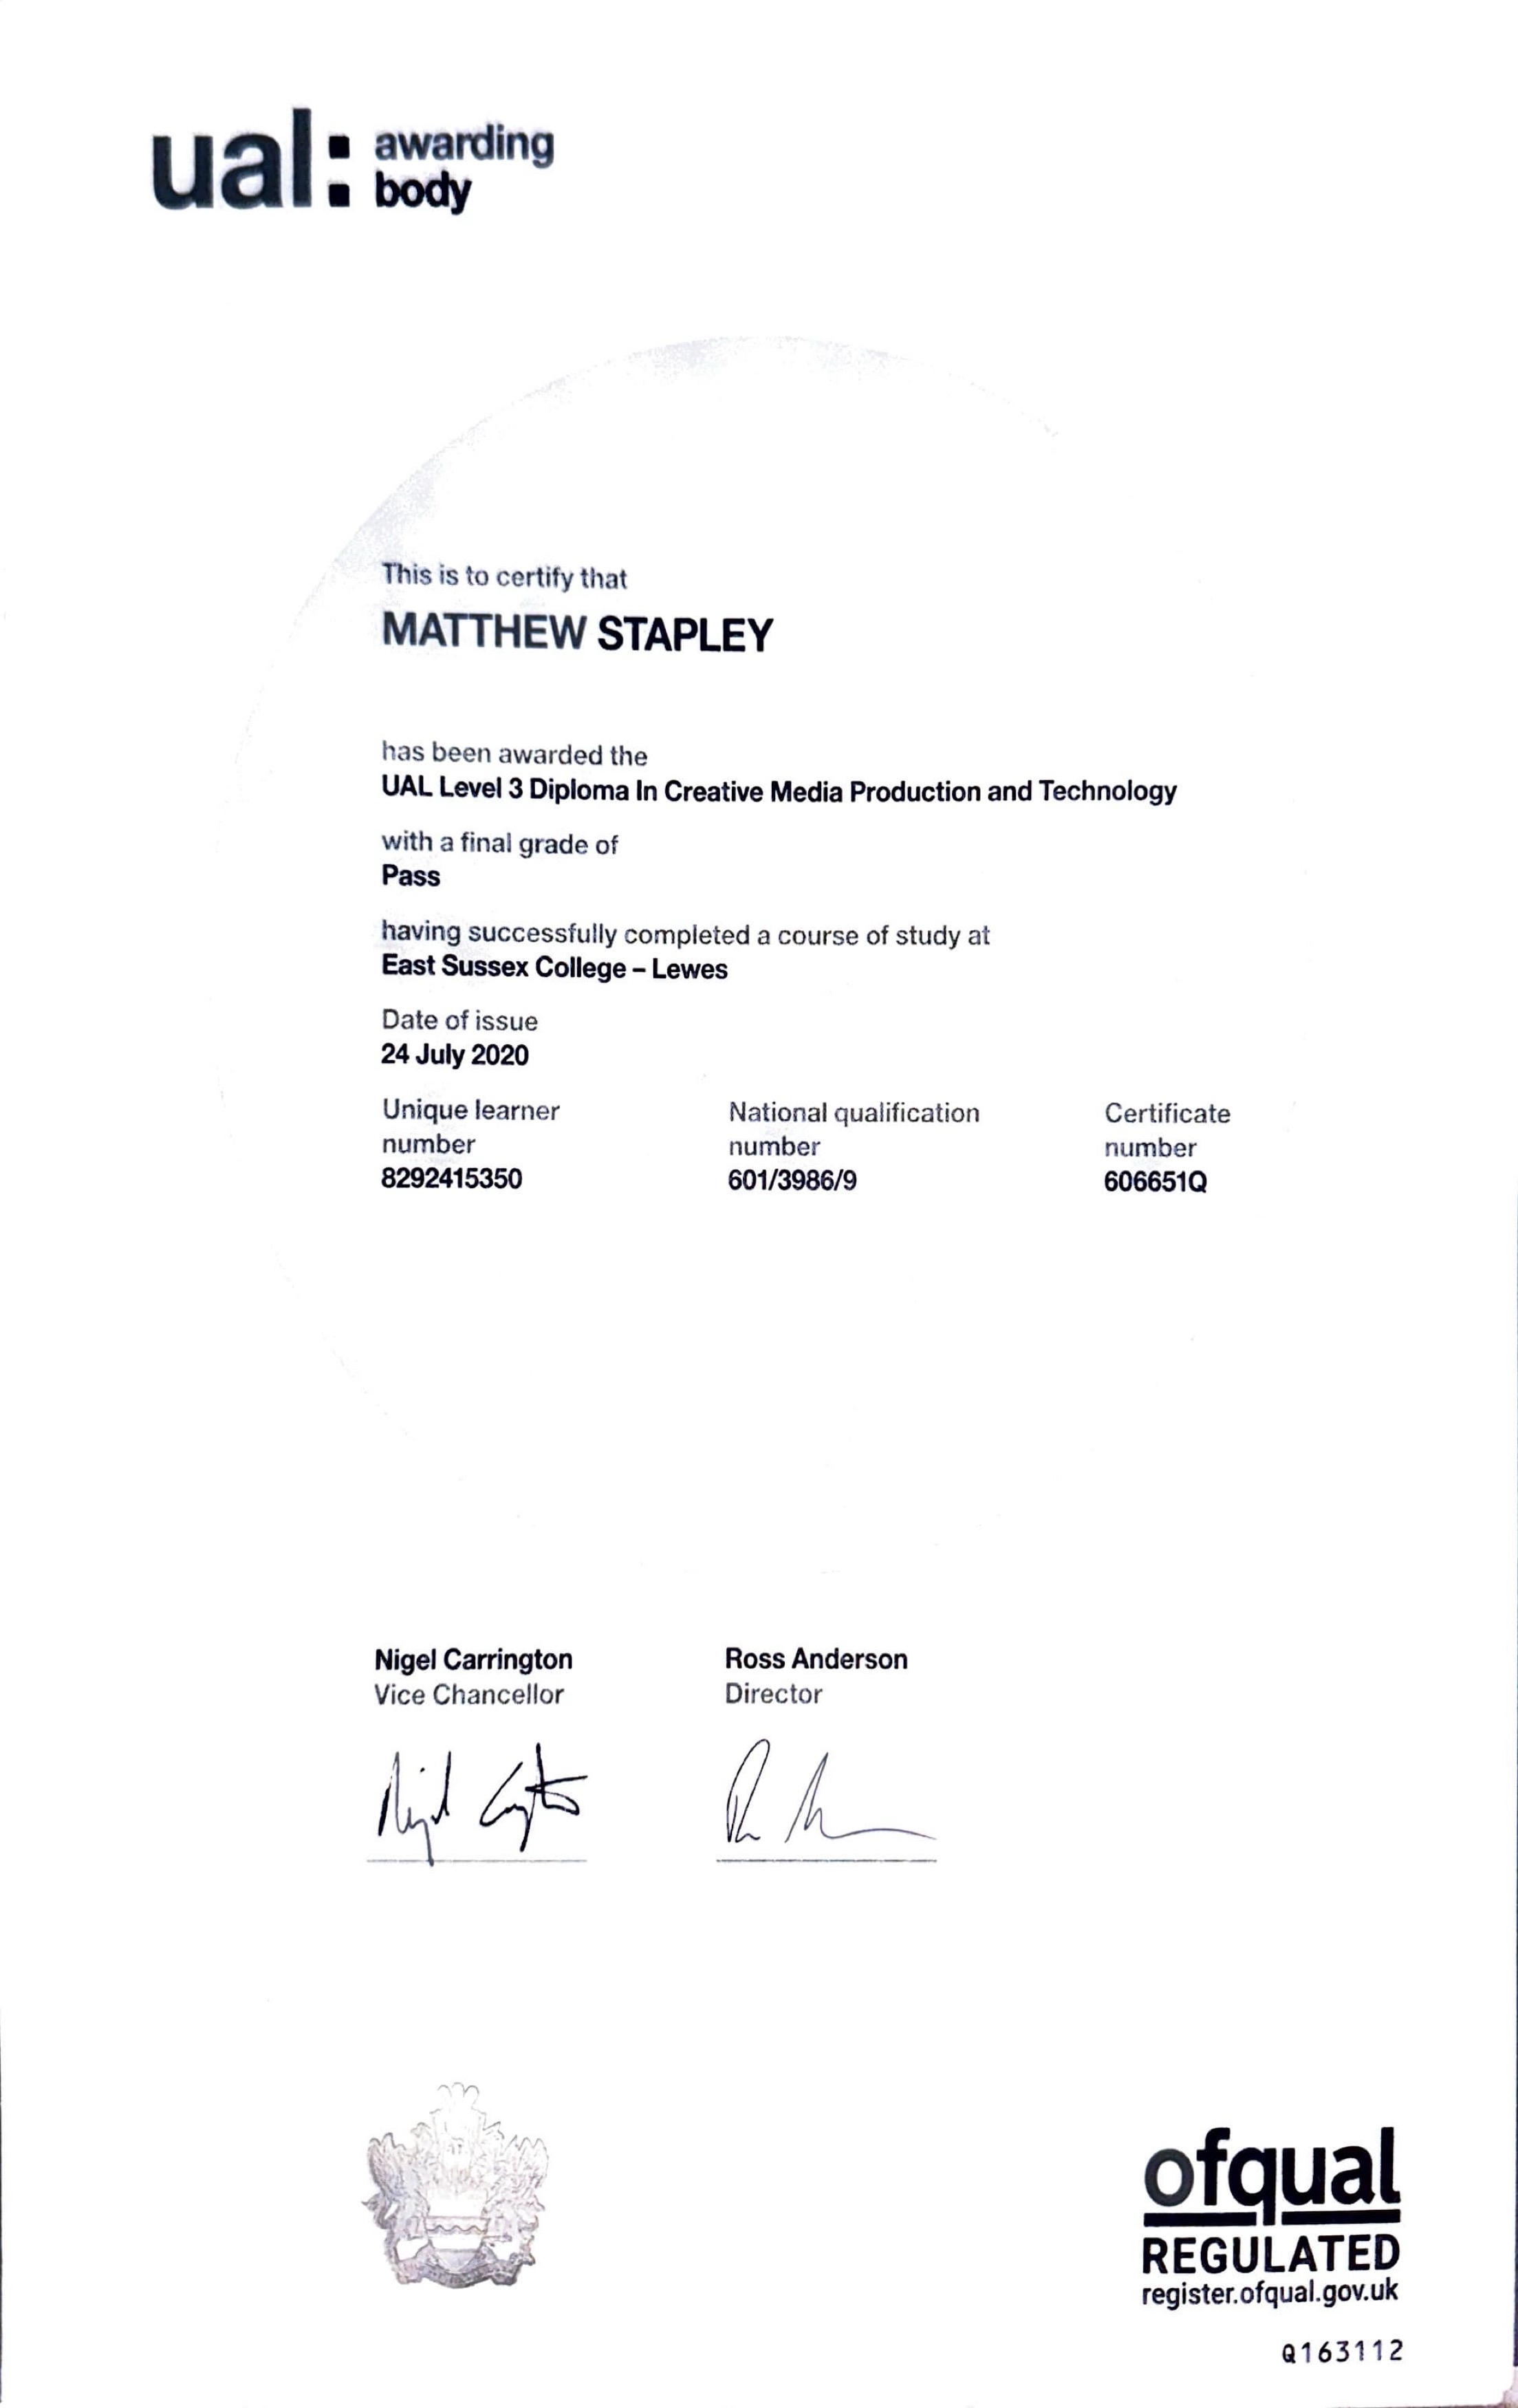 ual: awarding
body
This is to certify that
MATTHEW STAPLEY
has been awarded the
UAL Level 3 Diploma In Creative Media Production and Technology
with a final grade of
Pass
having successfully completed a course of study at
East Sussex College – Lewes
Date of issue
24 July 2020
Unique learner
number
8292415350
National qualification
number
601/3986/9
Certificate
number
606651Q
Nigel Carrington
Vice Chancellor
Ross Anderson
Director
ofqual
REGULATED
register.ofqual.gov.uk
Q163112